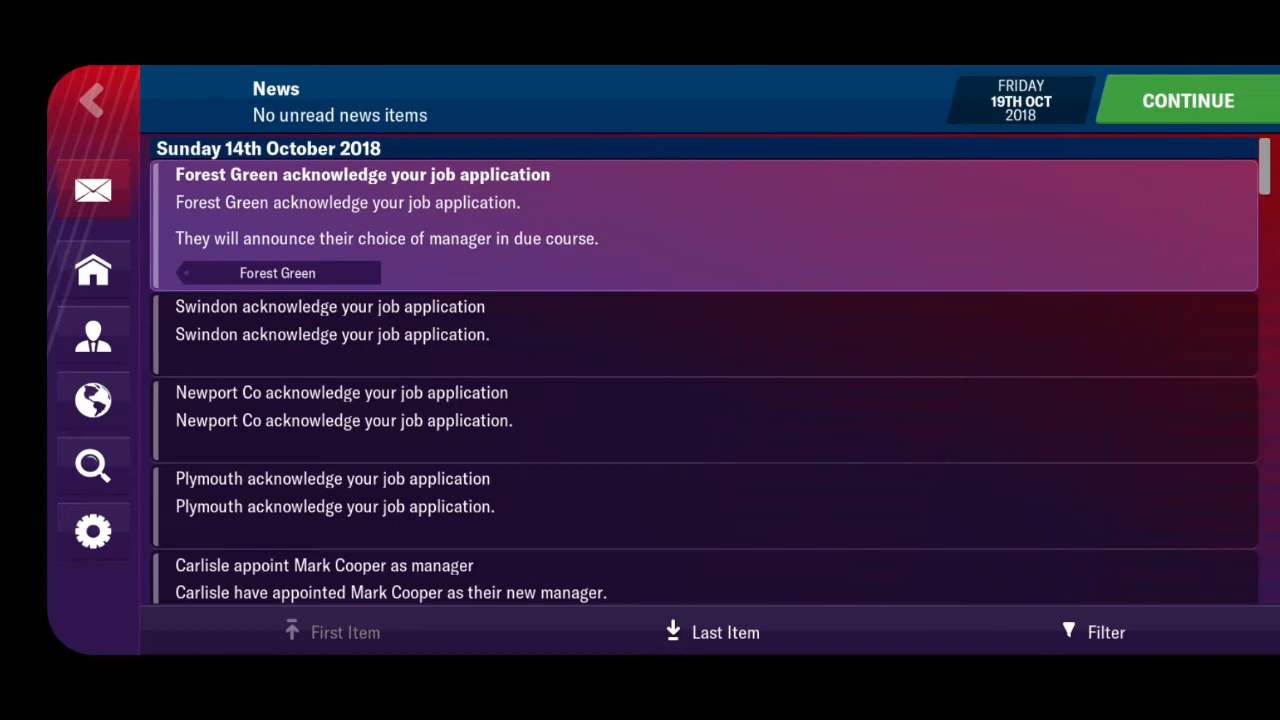 News
No unread news items
FRIDAY
19TH OCT
2018
CONTINUE
Sunday 14th October 2018
Forest Green acknowledge your job application
Forest Green acknowledge your job application.
They will announce their choice of manager in due course.
Forest Green
Swindon acknowledge your job application
Swindon acknowledge your job application.
Newport Co acknowledge your job application
Newport Co acknowledge your job application.
Plymouth acknowledge your job application
Plymouth acknowledge your job application.
Carlisle appoint Mark Cooper as manager
Carlisle have appointed Mark Cooper as their new manager.
First Item
Last Item
Filter